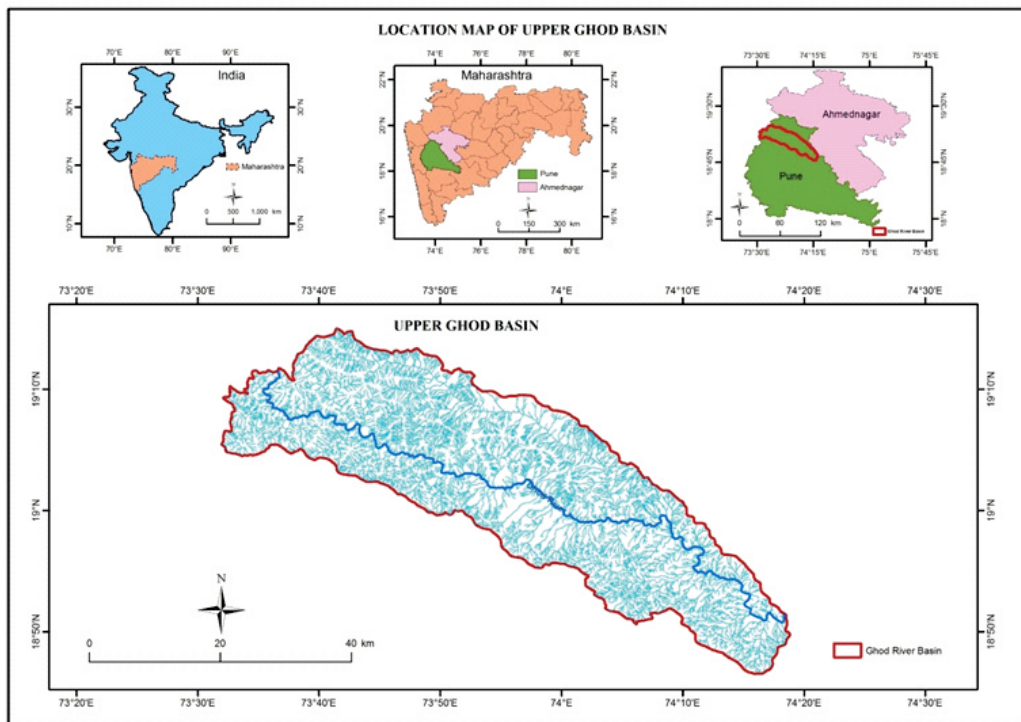 LOCATION MAP OF UPPER GHOD BASIN
70°E 80°E 90°E
India
30°N 20°N 10°N
30°N 20°N 10°N
Maharashtra
N
0 500 1,000 km
70°E 80°E 90°E
74°E 76°E 78°E 80°E
Maharashtra
22°N 20°N 18°N 16°N
22°N 20°N 18°N 16°N
Pune
Ahmednagar
N
0 150 300 km
74°E 76°E 78°E 80°E
73°30'E 74°15'E 75°E 75°45'E
19°30'N 18°45'N 18°N
19°30'N 18°45'N 18°N
Ahmednagar
Pune
N
0 60 120 km
Ghod River Basin
73°30'E 74°15'E 75°E 75°45'E
73°20'E 73°30'E 73°40'E 73°50'E 74°E 74°10'E 74°20'E 74°30'E
UPPER GHOD BASIN
19°10'N 19°N 18°50'N
19°10'N 19°N 18°50'N
N
0 20 40 km
Ghod River Basin
73°20'E 73°30'E 73°40'E 73°50'E 74°E 74°10'E 74°20'E 74°30'E